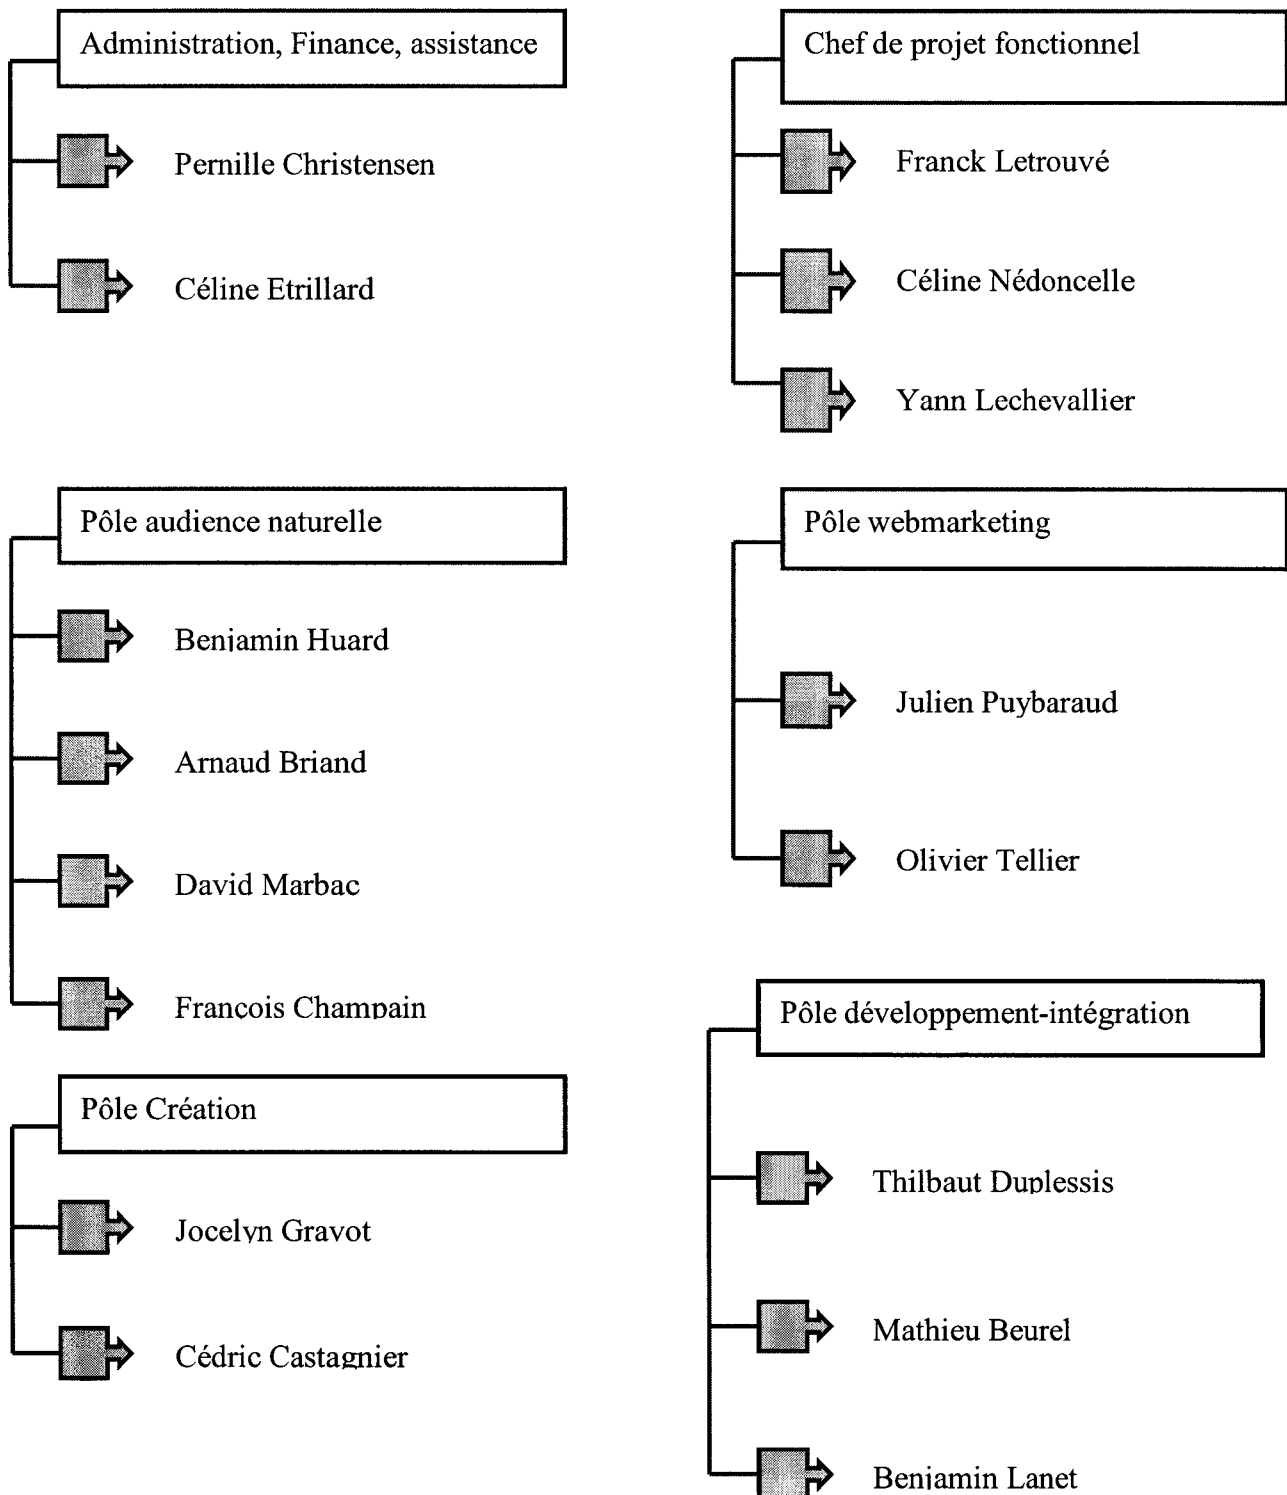 Administration, Finance, assistance
Pernille Christensen
Céline Etrillard
Chef de projet fonctionnel
Franck Letrouvé
Céline Nédoncelle
Yann Lechevallier
Pôle audience naturelle
Benjamin Huard
Arnaud Briand
David Marbac
François Champain
Pôle webmarketing
Julien Puybaraud
Olivier Tellier
Pôle Création
Jocelyn Gravot
Cédric Castagnier
Pôle développement-intégration
Thilbaut Duplessis
Mathieu Beurel
Benjamin Lanet